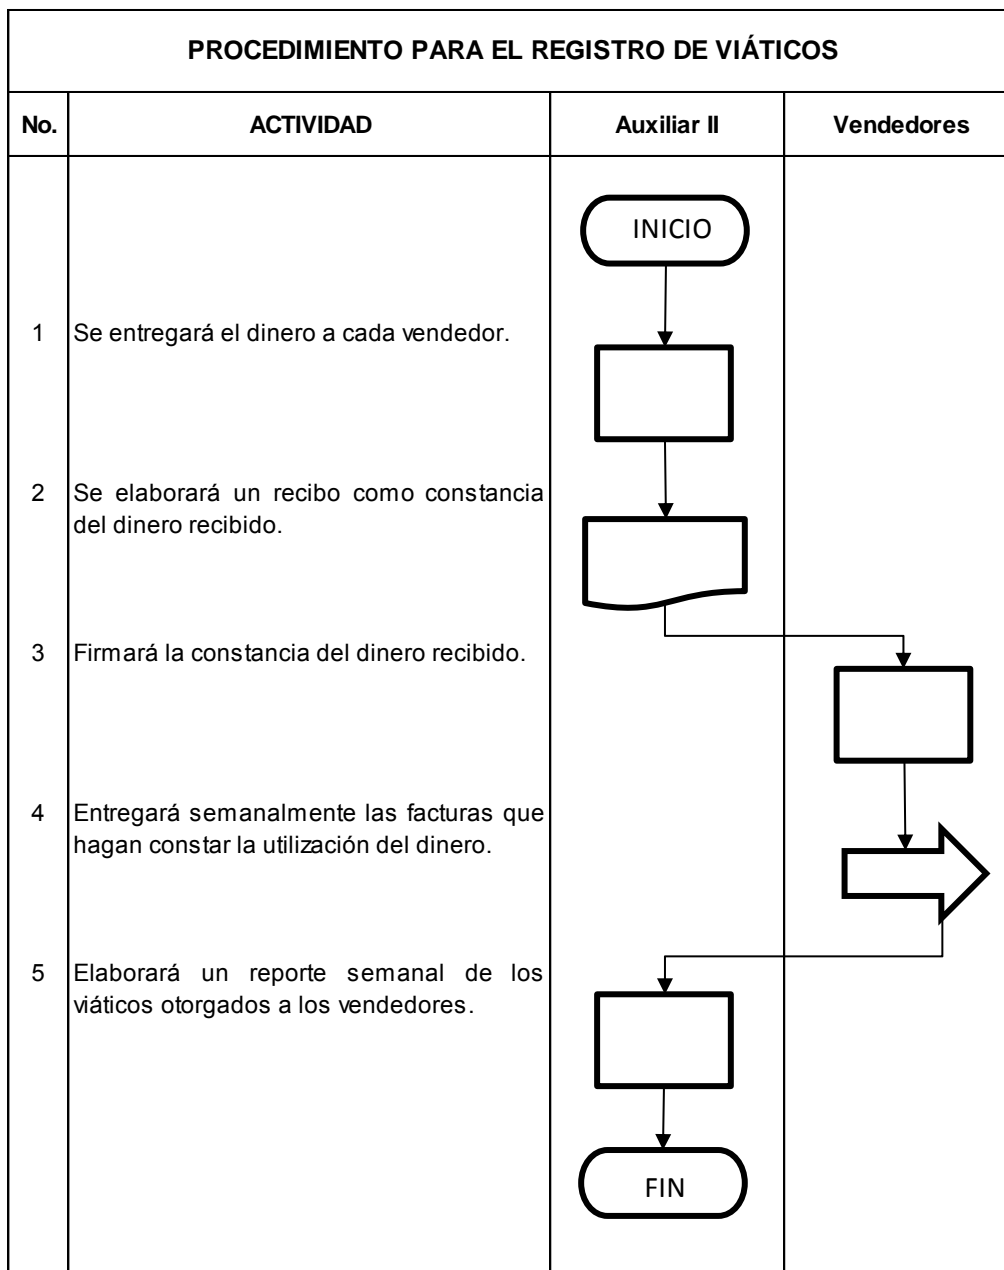 PROCEDIMIENTO PARA EL REGISTRO DE VIÁTICOS
No. ACTIVIDAD Auxiliar II Vendedores
INICIO
1 Se entregará el dinero a cada vendedor.
2 Se elaborará un recibo como constancia
del dinero recibido.
3 Firmará la constancia del dinero recibido.
4 Entregará semanalmente las facturas que
hagan constar la utilización del dinero.
5 Elaborará un reporte semanal de los
viáticos otorgados a los vendedores.
FIN